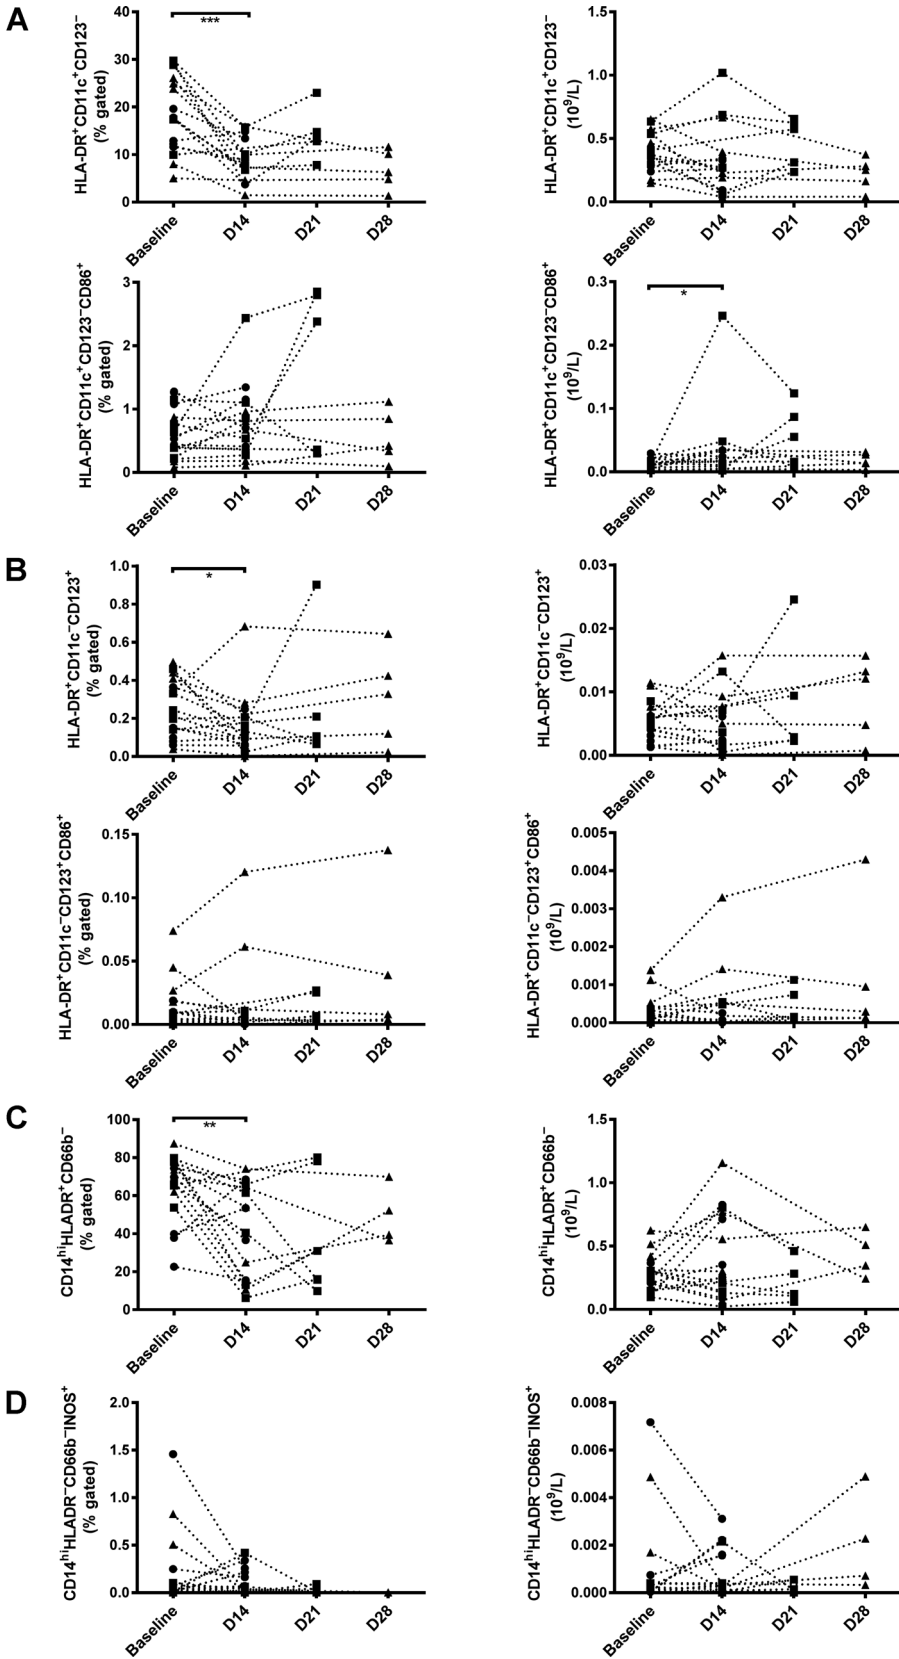 A
HLA-DR⁺CD11c⁺CD123⁻
(% gated)
40
30
20
10
0
***
Baseline
D14
D21
D28
HLA-DR⁺CD11c⁺CD123⁻
(10⁹/L)
1.5
1.0
0.5
0.0
Baseline
D14
D21
D28
HLA-DR⁺CD11c⁺CD123⁻CD86⁺
(% gated)
3
2
1
0
Baseline
D14
D21
D28
HLA-DR⁺CD11c⁺CD123⁻CD86⁺
(10⁹/L)
0.3
0.2
0.1
0.0
*
Baseline
D14
D21
D28
B
HLA-DR⁺CD11c⁻CD123⁺
(% gated)
1.0
0.8
0.6
0.4
0.2
0.0
*
Baseline
D14
D21
D28
HLA-DR⁺CD11c⁻CD123⁺
(10⁹/L)
0.03
0.02
0.01
0.00
Baseline
D14
D21
D28
HLA-DR⁺CD11c⁻CD123⁺CD86⁺
(% gated)
0.15
0.10
0.05
0.00
Baseline
D14
D21
D28
HLA-DR⁺CD11c⁻CD123⁺CD86⁺
(10⁹/L)
0.005
0.004
0.003
0.002
0.001
0.000
Baseline
D14
D21
D28
C
CD14ʰⁱHLADR⁺CD66b⁻
(% gated)
100
80
60
40
20
0
**
Baseline
D14
D21
D28
CD14ʰⁱHLADR⁺CD66b⁻
(10⁹/L)
1.5
1.0
0.5
0.0
Baseline
D14
D21
D28
D
CD14ʰⁱHLADR⁻CD66b⁻INOS⁺
(% gated)
2.0
1.5
1.0
0.5
0.0
Baseline
D14
D21
D28
CD14ʰⁱHLADR⁻CD66b⁻INOS⁺
(10⁹/L)
0.008
0.006
0.004
0.002
0.000
Baseline
D14
D21
D28